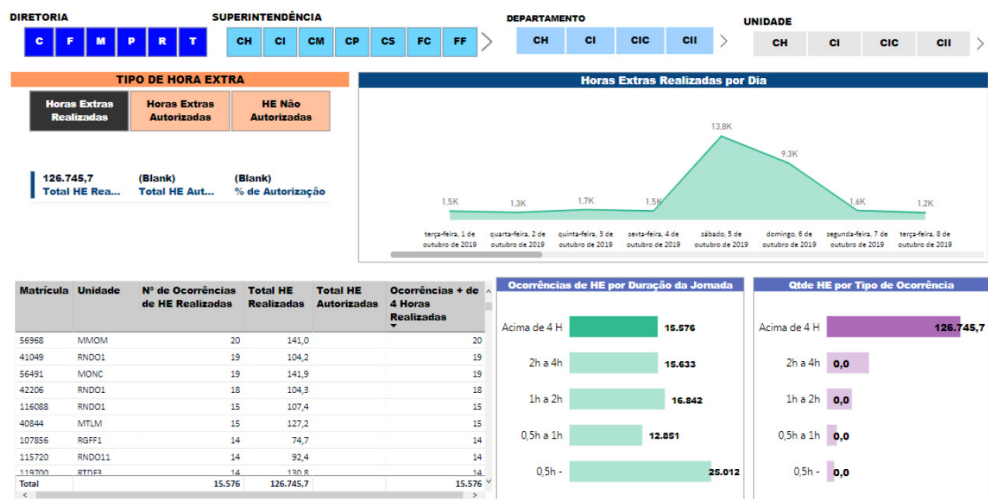 DIRETORIA
C F M P R T
SUPERINTENDÊNCIA
CH CI CM CP CS FC FF
DEPARTAMENTO
CH CI CIC CII
UNIDADE
CH CI CIC CII
TIPO DE HORA EXTRA
Horas Extras Realizadas
Horas Extras Autorizadas
HE Não Autorizadas
126.745,7
Total HE Rea...
(Blank)
Total HE Aut...
(Blank)
% de Autorização
Horas Extras Realizadas por Dia
1,5K 1,3K 1,7K 1,5K 13,8K 9,3K 1,6K 1,2K
terça-feira, 1 de outubro de 2019
quarta-feira, 2 de outubro de 2019
quinta-feira, 3 de outubro de 2019
sexta-feira, 4 de outubro de 2019
sábado, 5 de outubro de 2019
domingo, 6 de outubro de 2019
segunda-feira, 7 de outubro de 2019
terça-feira, 8 de outubro de 2019
Matrícula Unidade Nº de Ocorrências de HE Realizadas Total HE Realizadas Total HE Autorizadas Ocorrências + de 4 Horas Realizadas
56968 MMOM 20 141,0 20
41049 RNDO1 19 104,2 19
56491 MONC 19 141,9 19
42206 RNDO1 18 104,3 18
116088 RNDO1 15 107,4 15
40844 MTLM 15 127,2 15
107856 RGFF1 14 74,7 14
115720 RNDO11 14 92,4 14
119700 RTDF3 14 130,8 14
Total 15.576 126.745,7 15.576
Ocorrências de HE por Duração da Jornada
Acima de 4 H 15.576
2h a 4h 15.633
1h a 2h 16.842
0,5h a 1h 12.851
0,5h - 25.012
Qtde HE por Tipo de Ocorrência
Acima de 4 H 126.745,7
2h a 4h 0,0
1h a 2h 0,0
0,5h a 1h 0,0
0,5h - 0,0